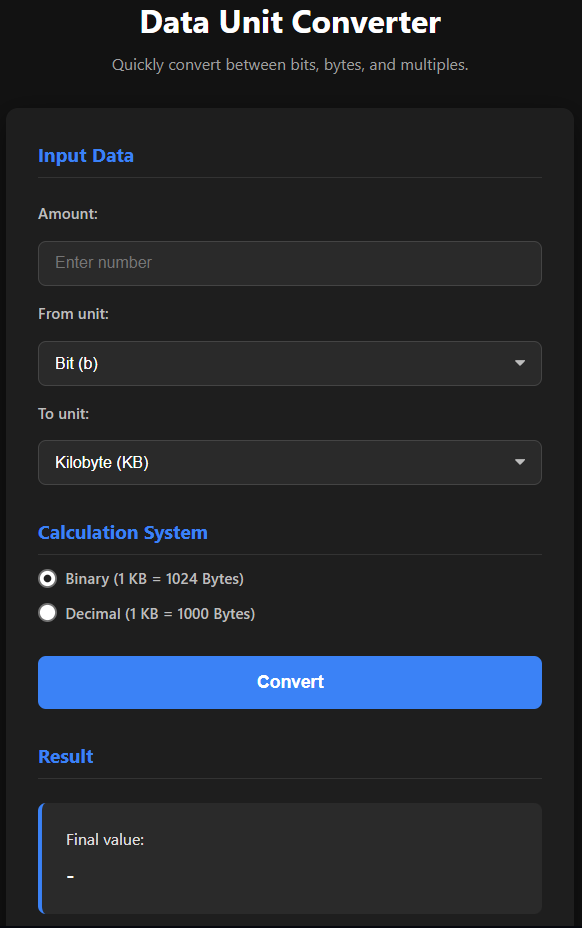 Data Unit Converter
Quickly convert between bits, bytes, and multiples.
Input Data
Amount:
Enter number
From unit:
Bit (b)
To unit:
Kilobyte (KB)
Calculation System
Binary (1 KB = 1024 Bytes)
Decimal (1 KB = 1000 Bytes)
Convert
Result
Final value:
-